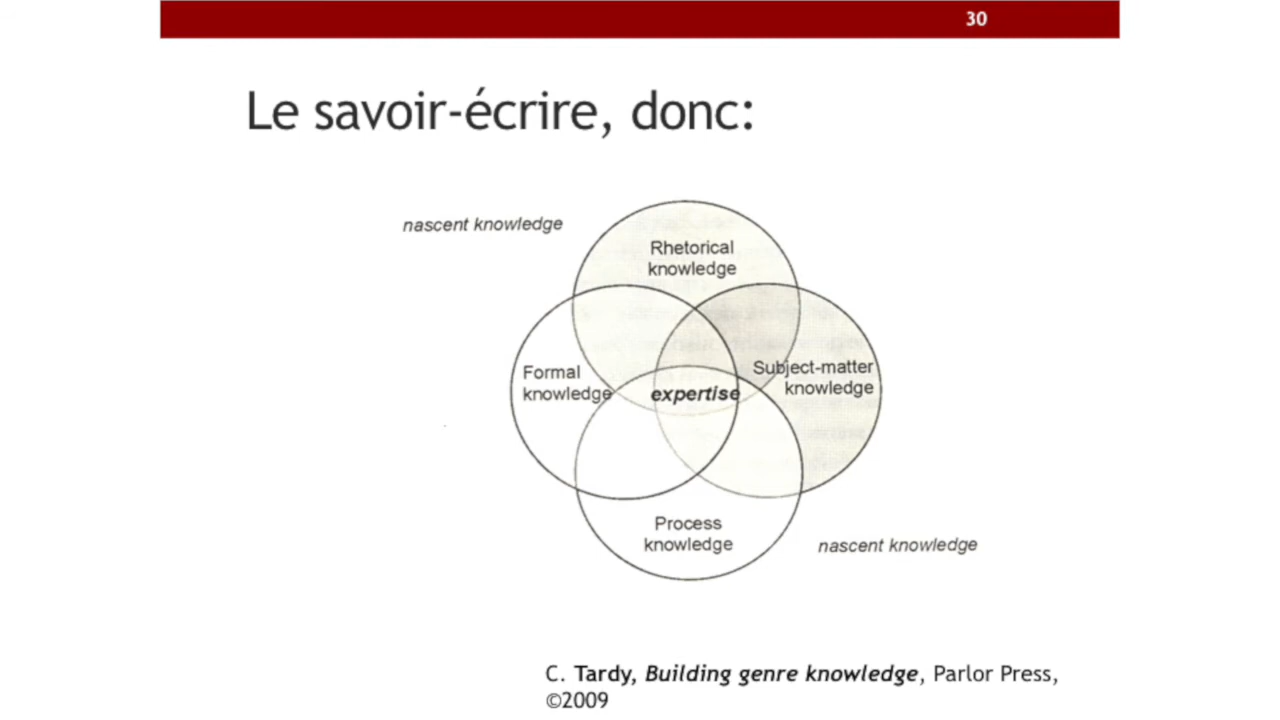 30
Le savoir-écrire, donc:
nascent knowledge
Rhetorical
knowledge
Formal
knowledge
Subject-matter
knowledge
expertise
Process
knowledge
nascent knowledge
C. Tardy, Building genre knowledge, Parlor Press,
©2009